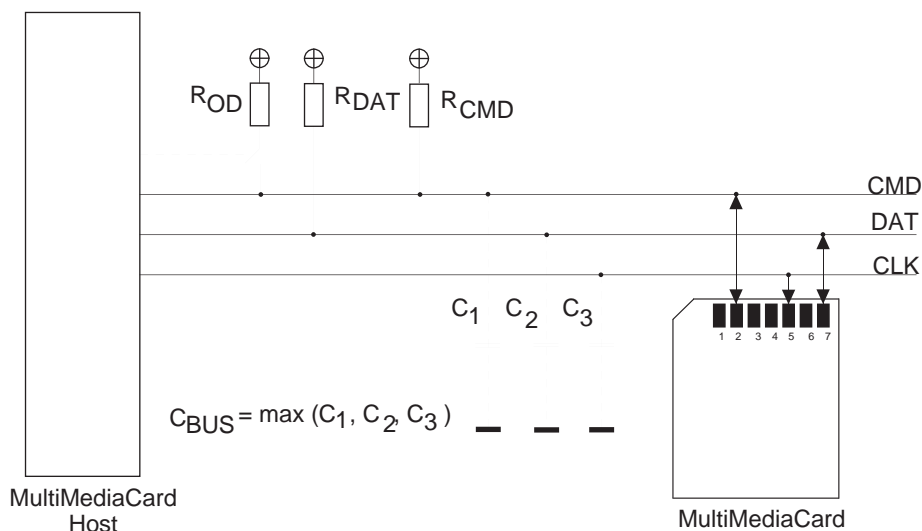 ROD RDAT RCMD
CMD
DAT
CLK
C1 C2 C3
1 2 3 4 5 6 7
CBUS = max (C1, C2, C3 )
MultiMediaCard
Host
MultiMediaCard